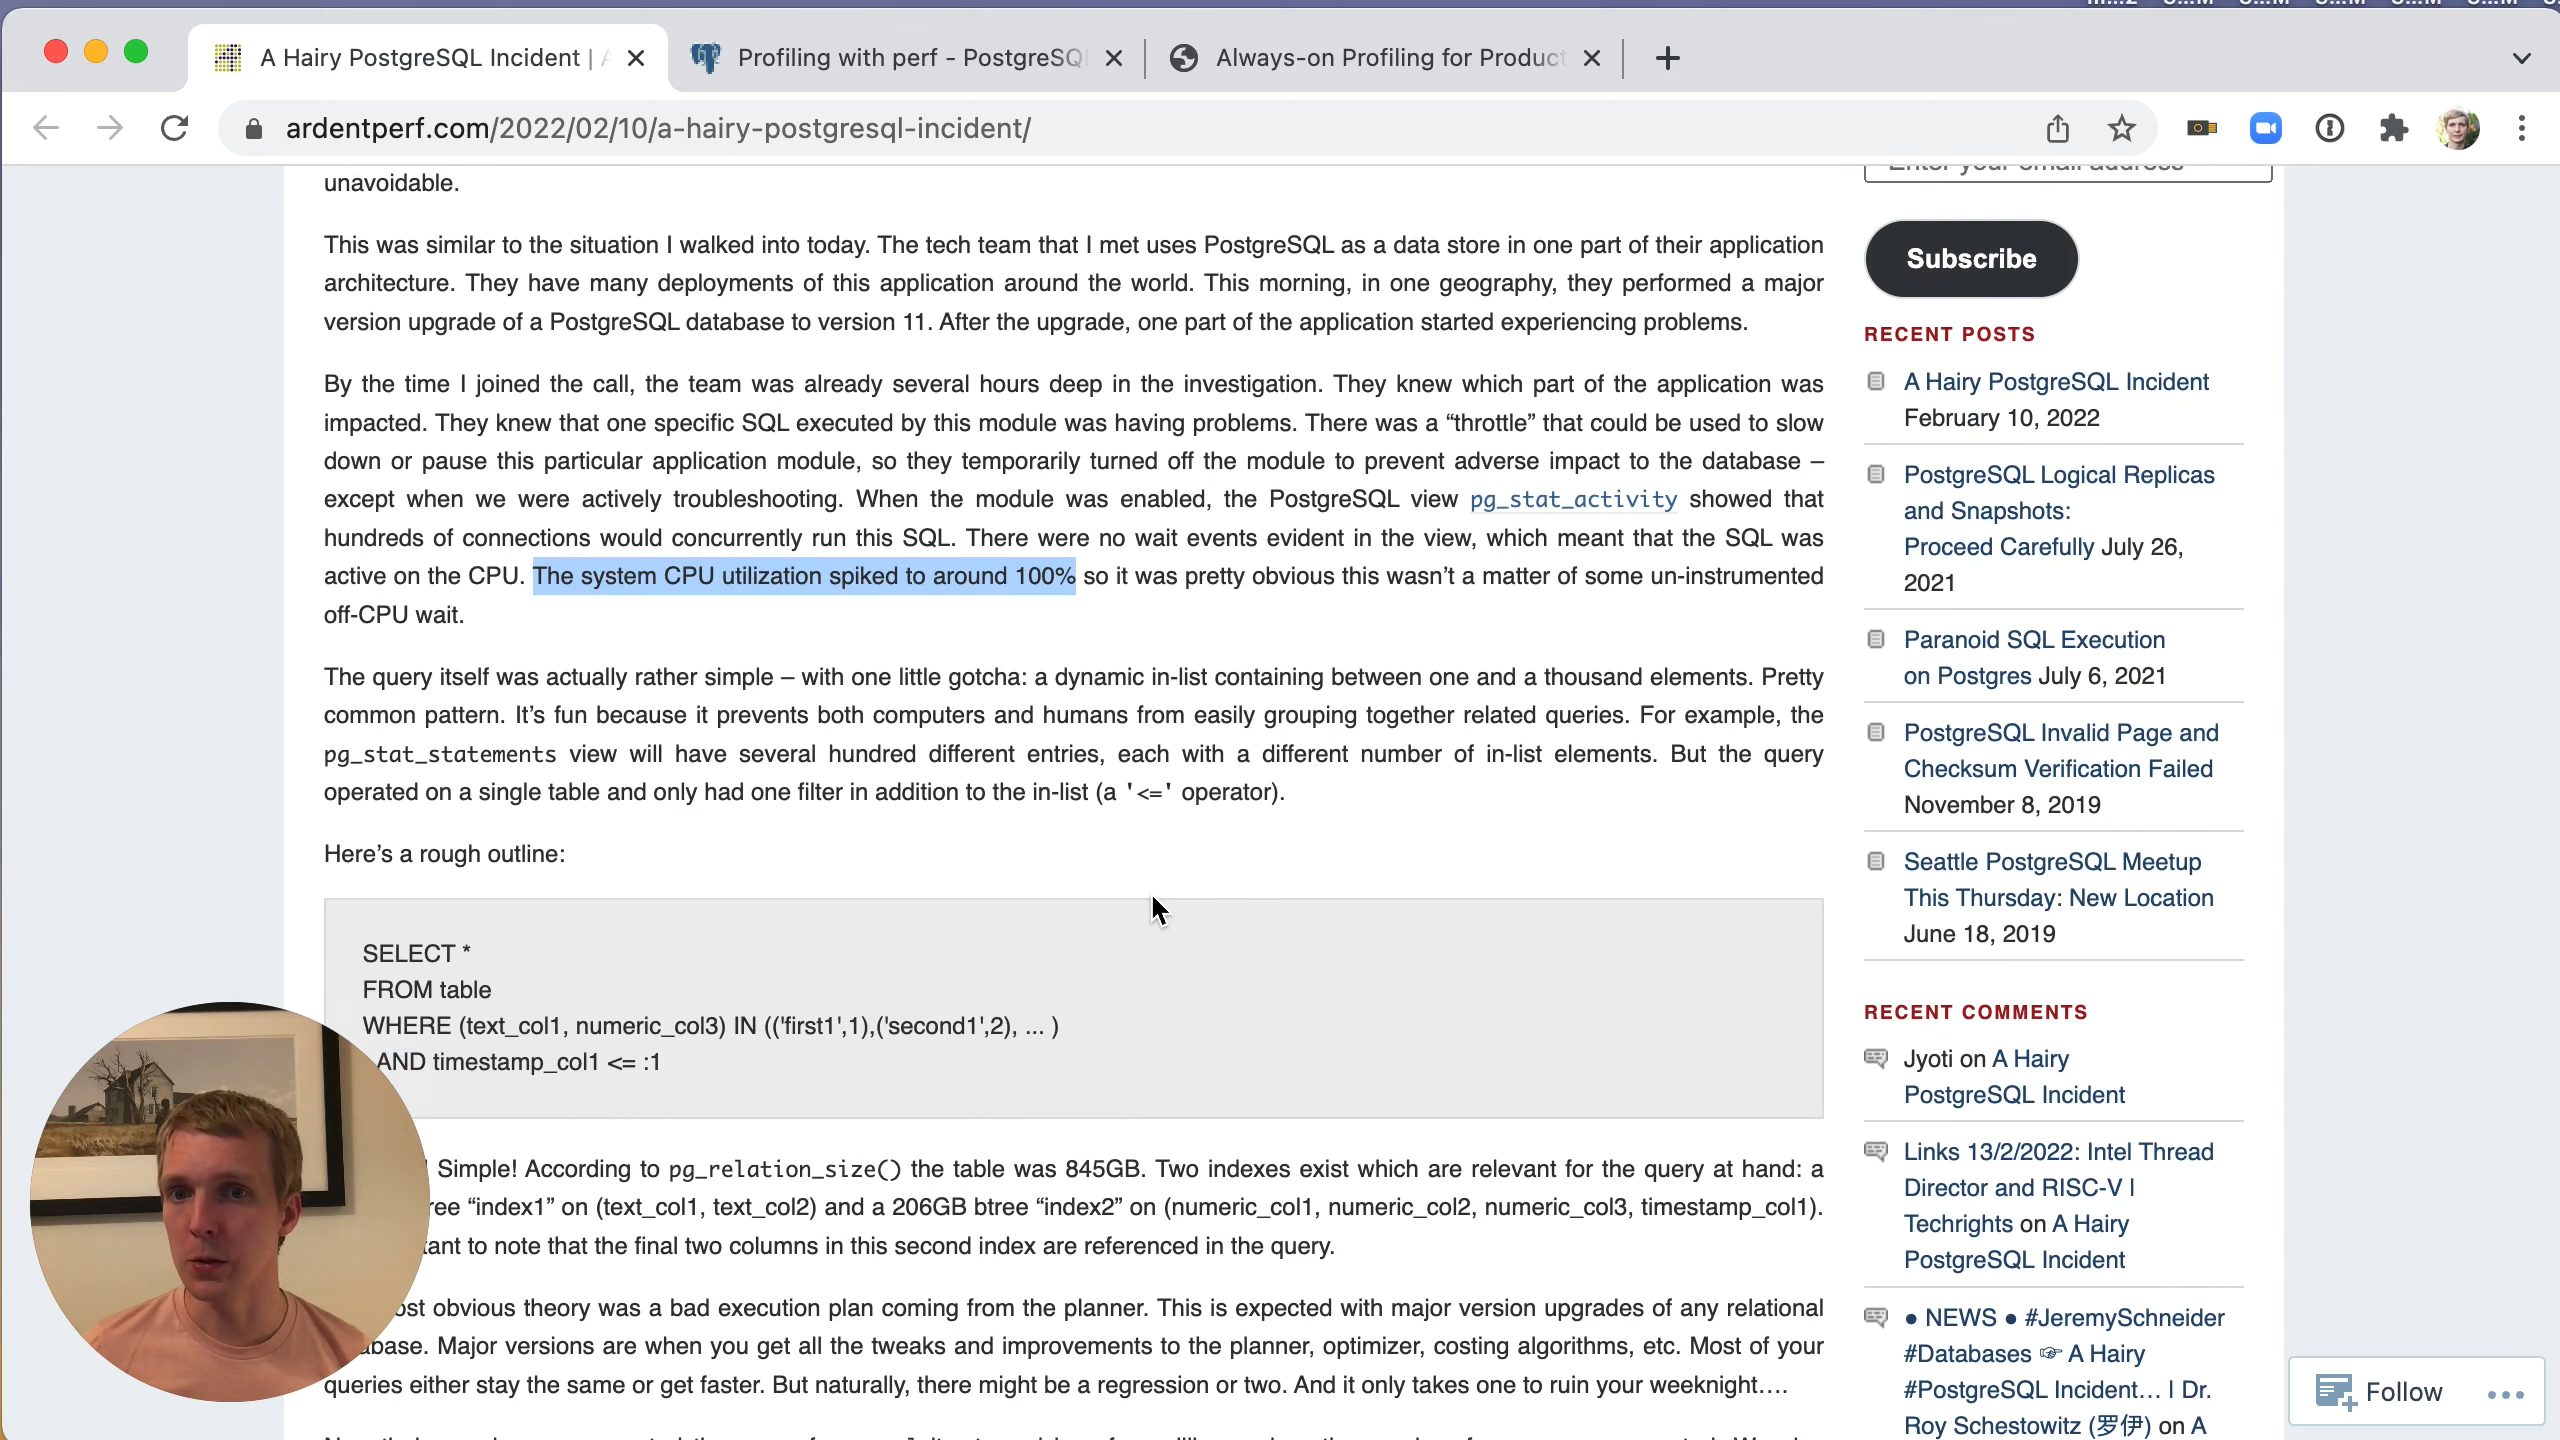 A Hairy PostgreSQL Incident |
Profiling with perf - PostgreSQL
Always-on Profiling for Product
ardentperf.com/2022/02/10/a-hairy-postgresql-incident/
unavoidable.
This was similar to the situation I walked into today. The tech team that I met uses PostgreSQL as a data store in one part of their application
architecture. They have many deployments of this application around the world. This morning, in one geography, they performed a major
version upgrade of a PostgreSQL database to version 11. After the upgrade, one part of the application started experiencing problems.
By the time I joined the call, the team was already several hours deep in the investigation. They knew which part of the application was
impacted. They knew that one specific SQL executed by this module was having problems. There was a “throttle” that could be used to slow
down or pause this particular application module, so they temporarily turned off the module to prevent adverse impact to the database –
except when we were actively troubleshooting. When the module was enabled, the PostgreSQL view pg_stat_activity showed that
hundreds of connections would concurrently run this SQL. There were no wait events evident in the view, which meant that the SQL was
active on the CPU. The system CPU utilization spiked to around 100% so it was pretty obvious this wasn’t a matter of some un-instrumented
off-CPU wait.
The query itself was actually rather simple – with one little gotcha: a dynamic in-list containing between one and a thousand elements. Pretty
common pattern. It’s fun because it prevents both computers and humans from easily grouping together related queries. For example, the
pg_stat_statements view will have several hundred different entries, each with a different number of in-list elements. But the query
operated on a single table and only had one filter in addition to the in-list (a '<=' operator).
Here’s a rough outline:
SELECT *
FROM table
WHERE (text_col1, numeric_col3) IN (('first1',1),('second1',2), ... )
AND timestamp_col1 <= :1
Simple! According to pg_relation_size() the table was 845GB. Two indexes exist which are relevant for the query at hand: a
ree “index1” on (text_col1, text_col2) and a 206GB btree “index2” on (numeric_col1, numeric_col2, numeric_col3, timestamp_col1).
tant to note that the final two columns in this second index are referenced in the query.
ost obvious theory was a bad execution plan coming from the planner. This is expected with major version upgrades of any relational
abase. Major versions are when you get all the tweaks and improvements to the planner, optimizer, costing algorithms, etc. Most of your
queries either stay the same or get faster. But naturally, there might be a regression or two. And it only takes one to ruin your weeknight….
Enter your email address
Subscribe
RECENT POSTS
A Hairy PostgreSQL Incident
February 10, 2022
PostgreSQL Logical Replicas
and Snapshots:
Proceed Carefully July 26,
2021
Paranoid SQL Execution
on Postgres July 6, 2021
PostgreSQL Invalid Page and
Checksum Verification Failed
November 8, 2019
Seattle PostgreSQL Meetup
This Thursday: New Location
June 18, 2019
RECENT COMMENTS
Jyoti on A Hairy
PostgreSQL Incident
Links 13/2/2022: Intel Thread
Director and RISC-V |
Techrights on A Hairy
PostgreSQL Incident
● NEWS ● #JeremySchneider
#Databases ☞ A Hairy
#PostgreSQL Incident… | Dr.
Roy Schestowitz (罗伊) on A
Follow